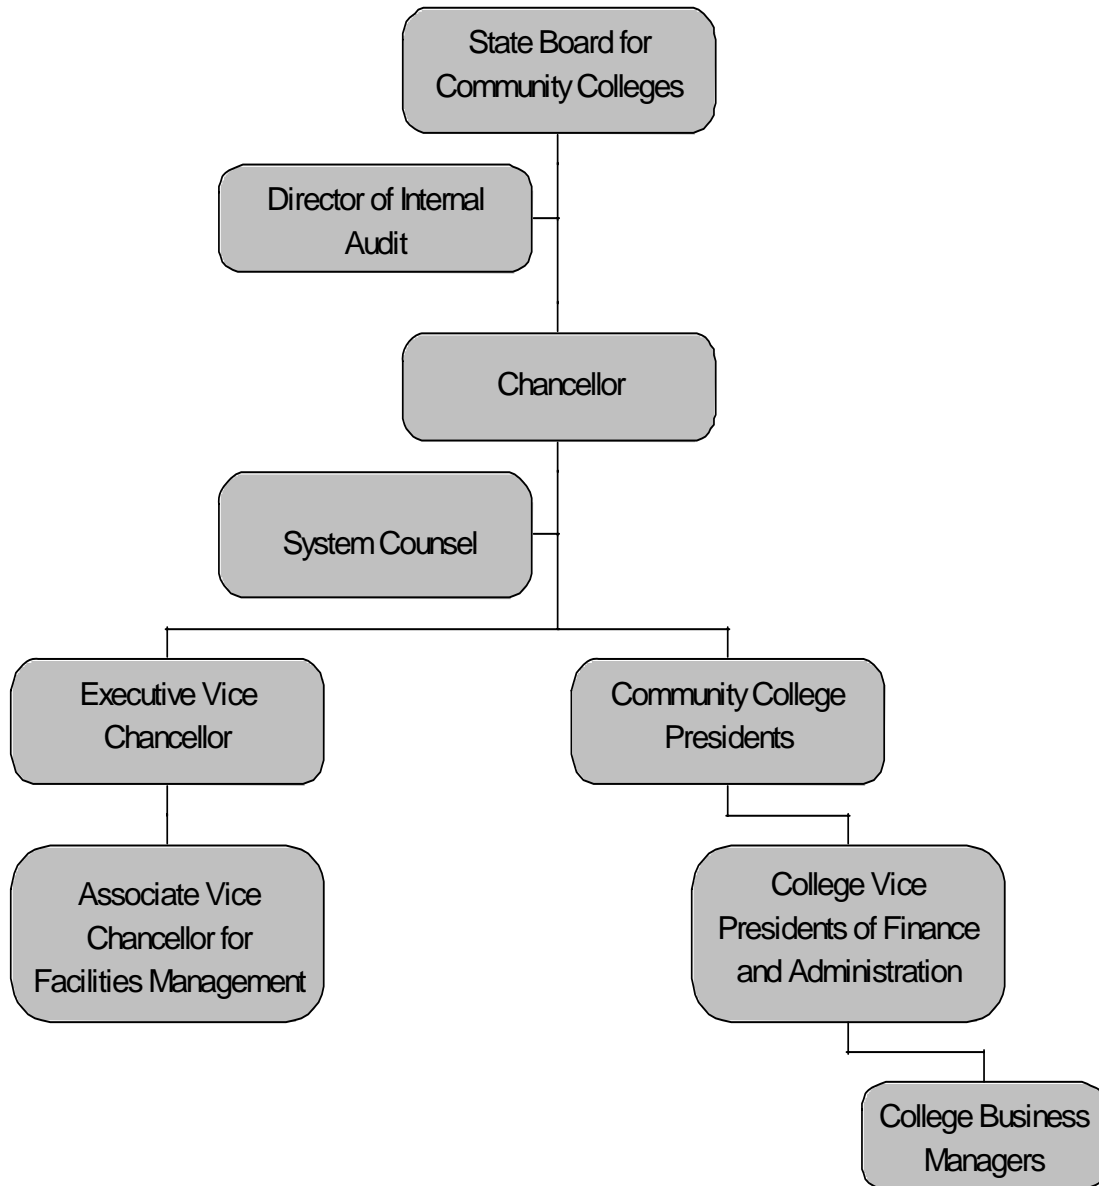 State Board for
Community Colleges
Director of Internal
Audit
Chancellor
System Counsel
Executive Vice
Chancellor
Community College
Presidents
Associate Vice
Chancellor for
Facilities Management
College Vice
Presidents of Finance
and Administration
College Business
Managers